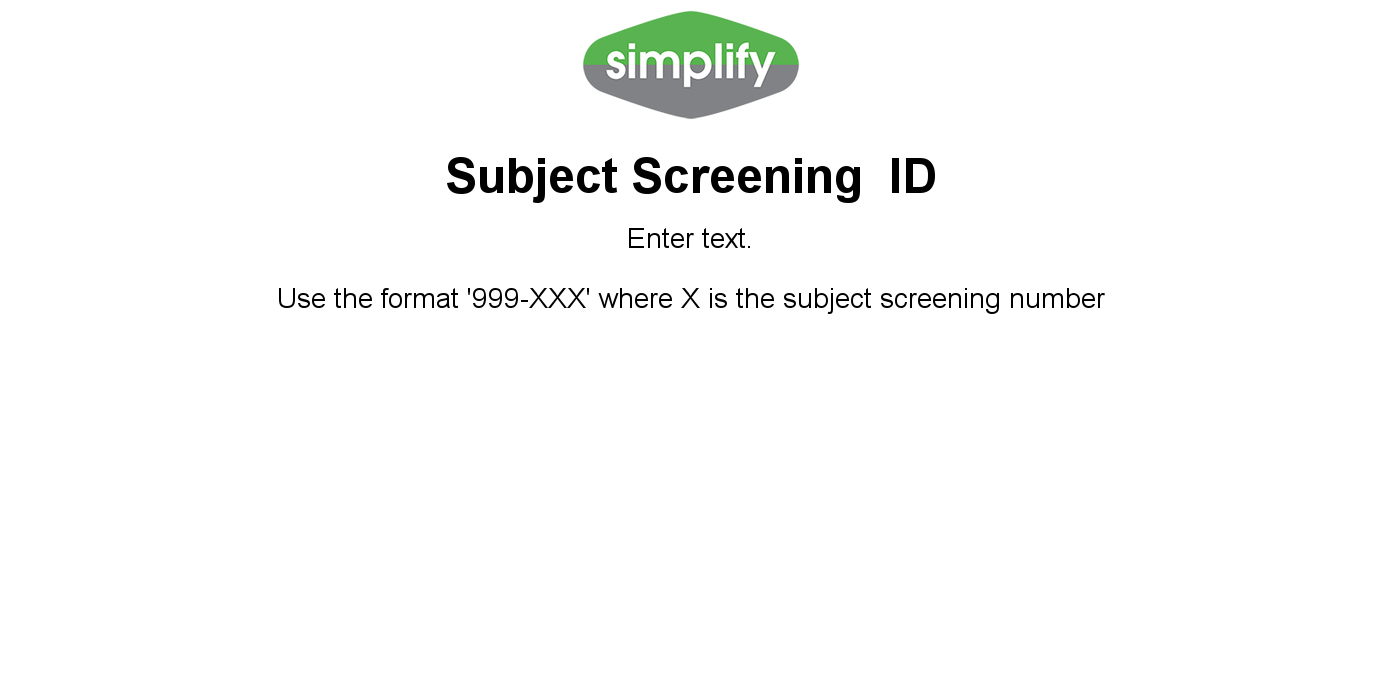 simplify
Subject Screening  ID
Enter text.
Use the format '999-XXX' where X is the subject screening number